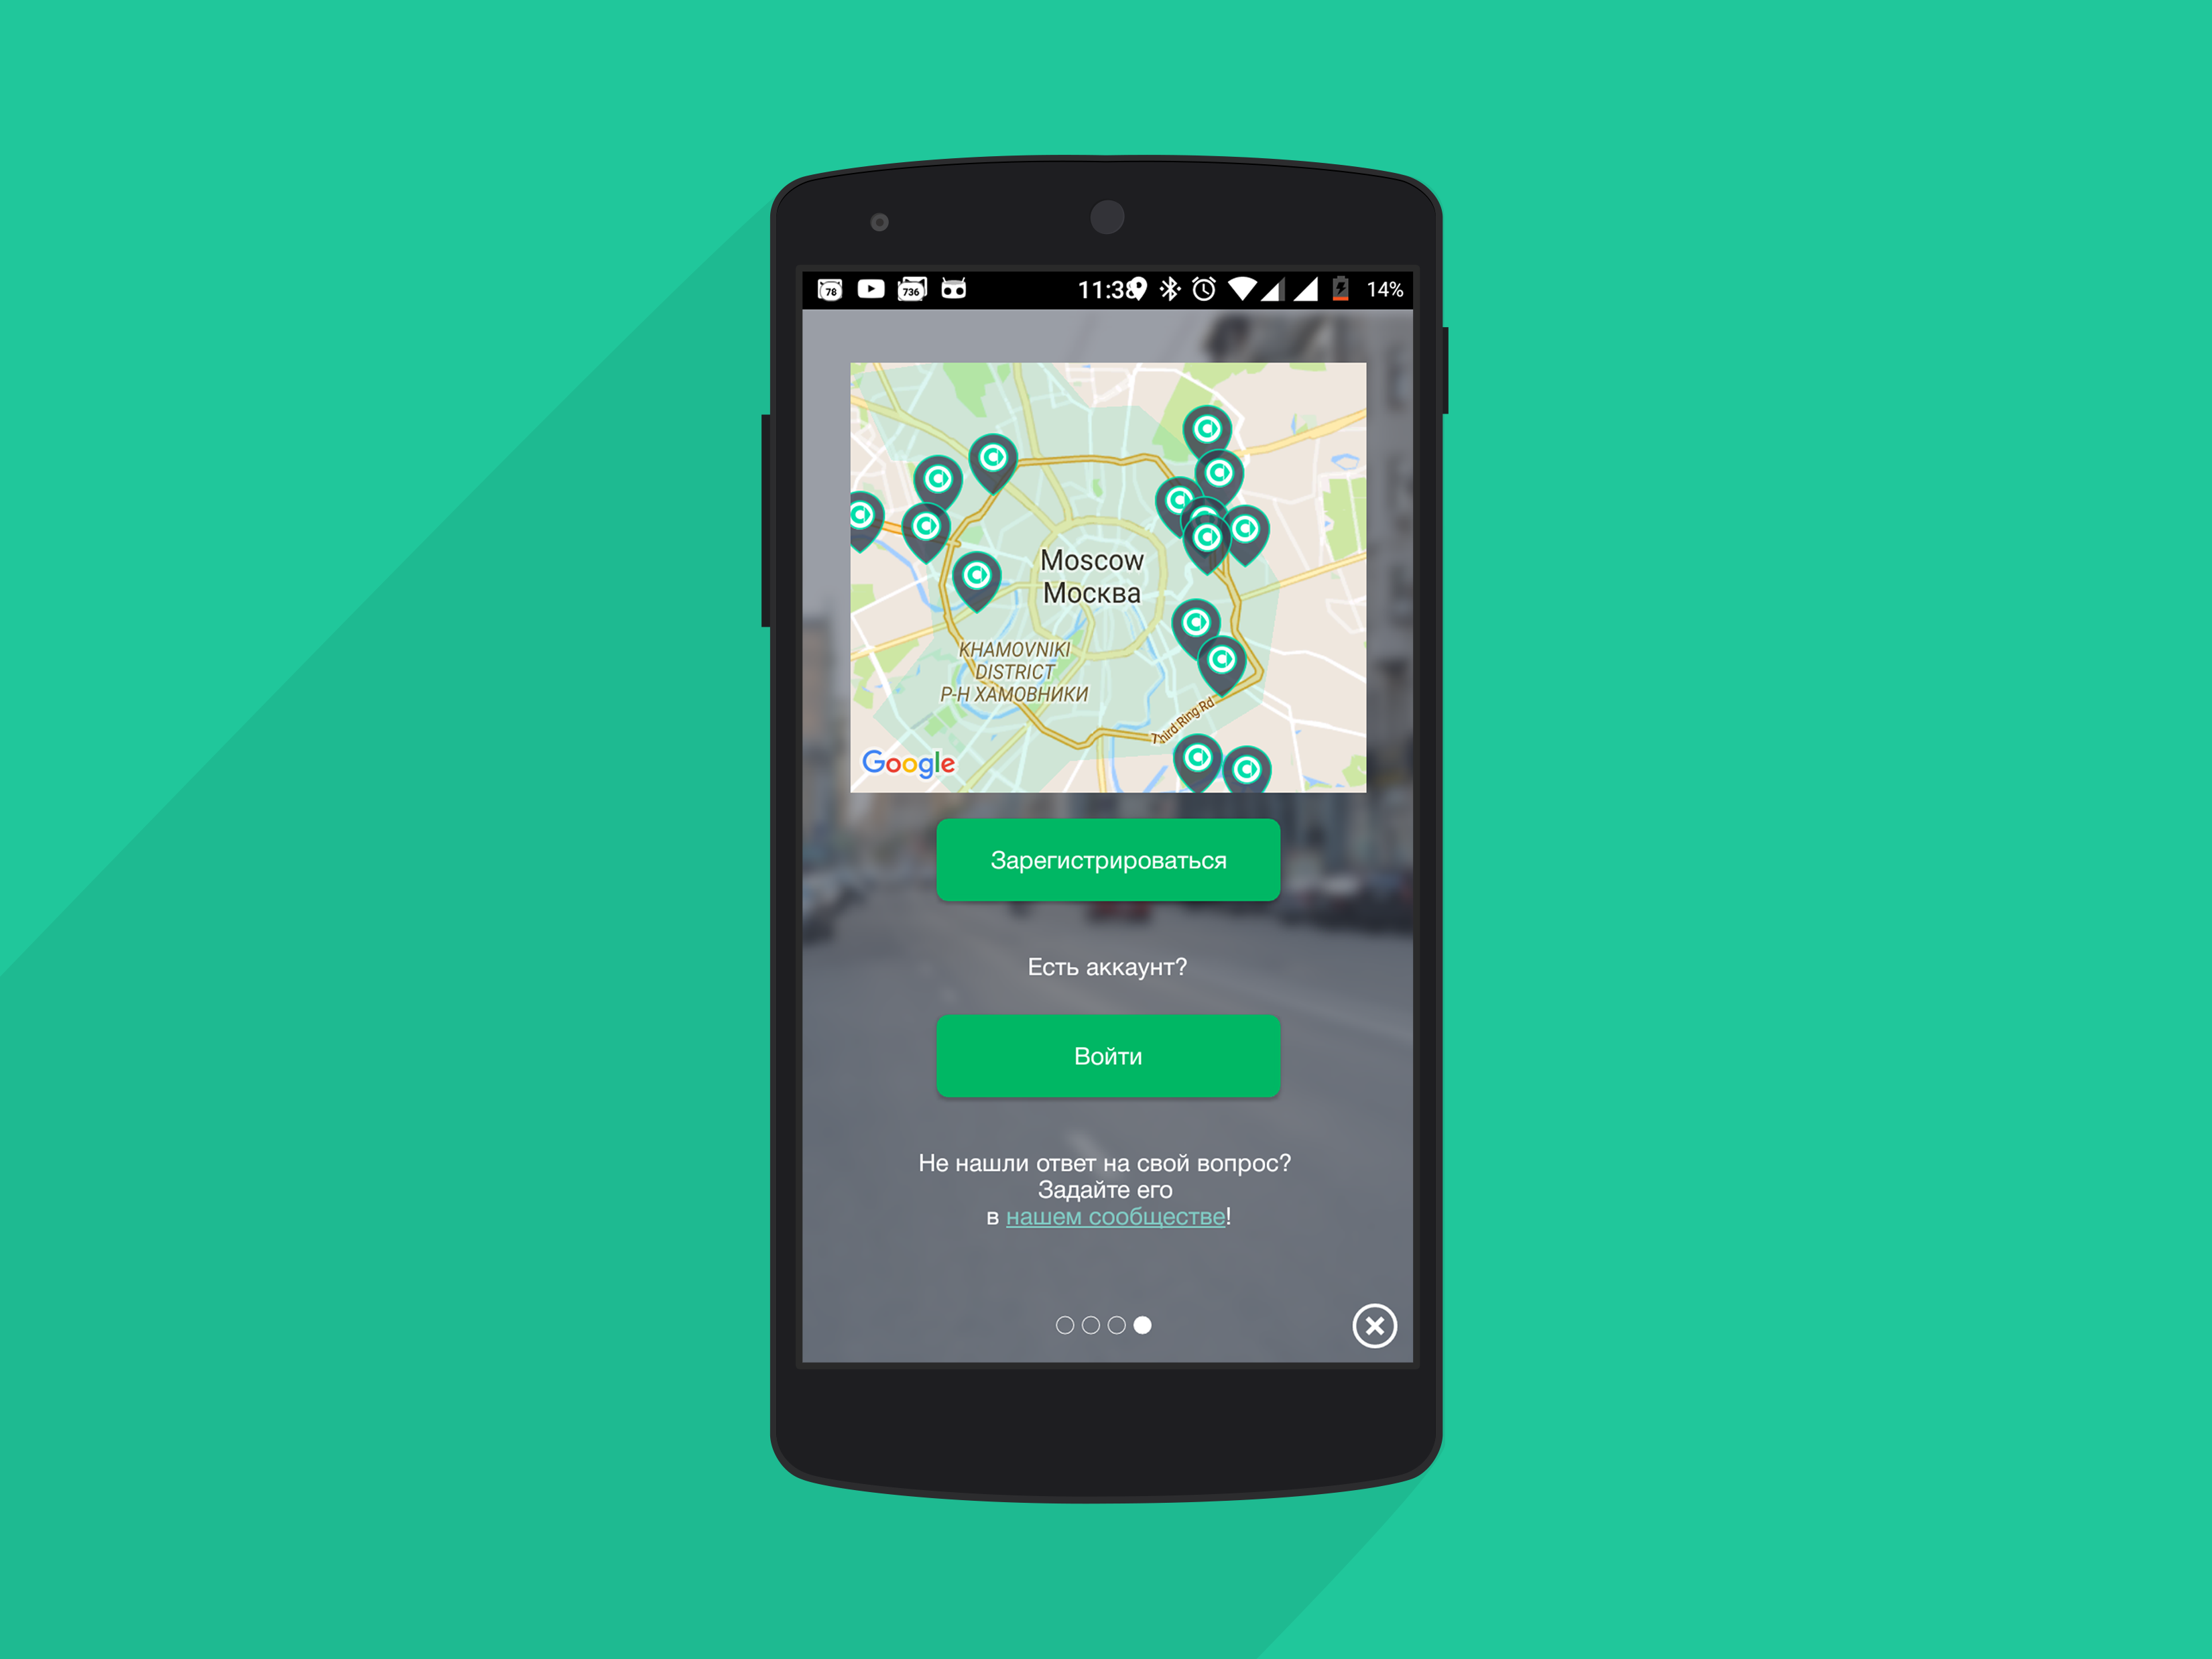 78 736 11:38 14%
Moscow
Москва
KHAMOVNIKI
DISTRICT
Р-Н ХАМОВНИКИ
Third Ring Rd
Google
Зарегистрироваться
Есть аккаунт?
Войти
Не нашли ответ на свой вопрос?
Задайте его
в нашем сообществе!